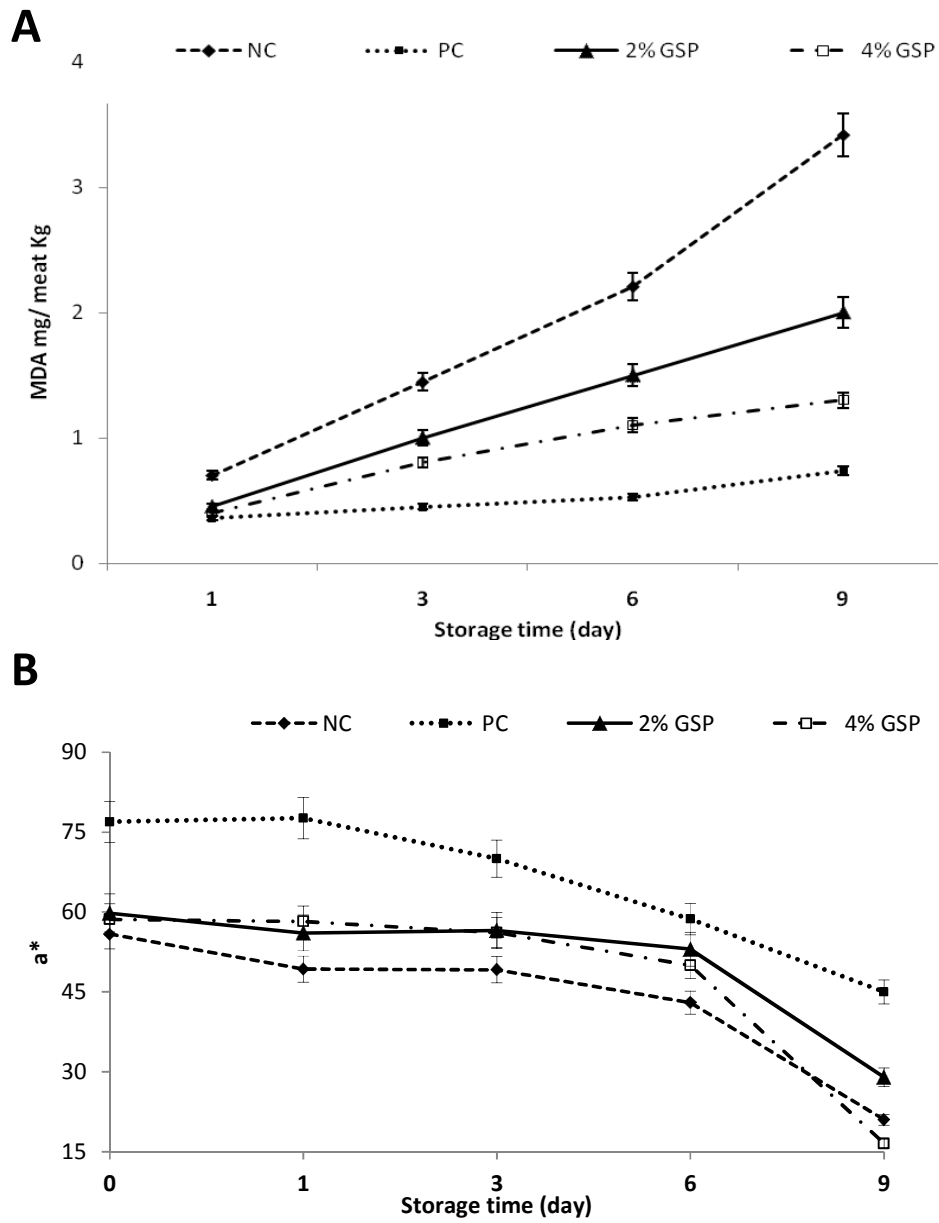 A
NC PC 2% GSP 4% GSP
4
3
2
1
0
MDA mg/ meat Kg
1 3 6 9
Storage time (day)
B
NC PC 2% GSP 4% GSP
90
75
60
45
30
15
a*
0 1 3 6 9
Storage time (day)